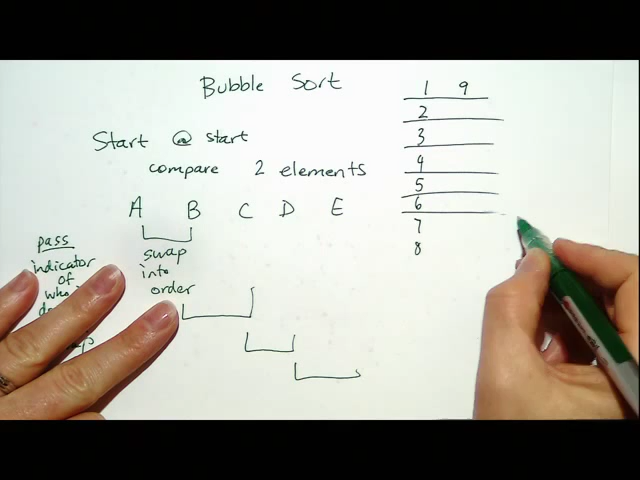 Bubble Sort
Start @ start
compare 2 elements
A B C D E
swap
into
order
pass
indicator
of
1 9
2
3
4
5
6
7
8